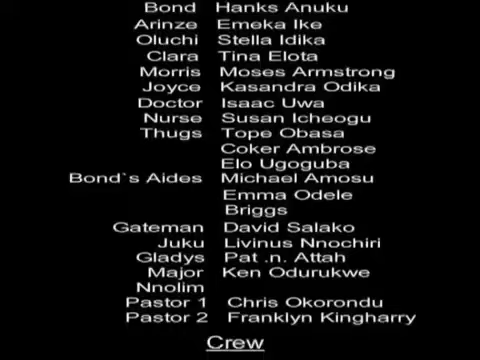 Bond Hanks Anuku
Arinze Emeka Ike
Oluchi Stella Idika
Clara Tina Elota
Morris Moses Armstrong
Joyce Kasandra Odika
Doctor Isaac Uwa
Nurse Susan Icheogu
Thugs Tope Obasa
Coker Ambrose
Elo Ugoguba
Bond`s Aides Michael Amosu
Emma Odele
Briggs
Gateman David Salako
Juku Livinus Nnochiri
Gladys Pat .n. Attah
Major Ken Odurukwe
Nnolim
Pastor 1 Chris Okorondu
Pastor 2 Franklyn Kingharry
Crew